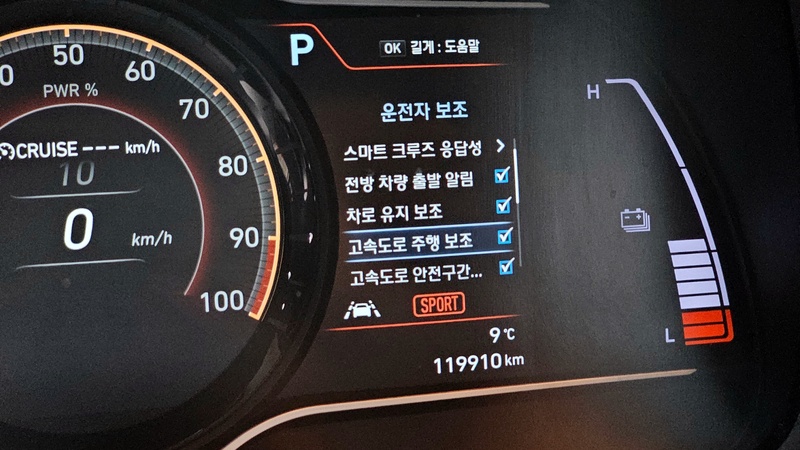 50
60
70
80
90
100
PWR %
CRUISE --- km/h
10
0 km/h
P
OK 길게 : 도움말
운전자 보조
스마트 크루즈 응답성 >
전방 차량 출발 알림
차로 유지 보조
고속도로 주행 보조
고속도로 안전구간...
SPORT
9 ℃
119910 km
H
L